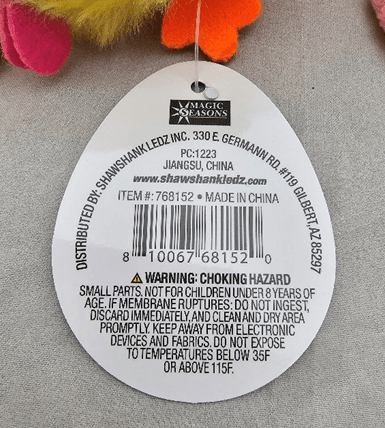 MAGIC
SEASONS
DISTRIBUTED BY: SHAWSHANK LEDZ INC. 330 E. GERMANN RD. #119 GILBERT, AZ 85297
PC:1223
JIANGSU, CHINA
www.shawshankledz.com
ITEM #: 768152 • MADE IN CHINA
8 10067 68152 0
WARNING: CHOKING HAZARD
SMALL PARTS. NOT FOR CHILDREN UNDER 8 YEARS OF
AGE. IF MEMBRANE RUPTURES: DO NOT INGEST,
DISCARD IMMEDIATELY, AND CLEAN AND DRY AREA
PROMPTLY. KEEP AWAY FROM ELECTRONIC
DEVICES AND FABRICS. DO NOT EXPOSE
TO TEMPERATURES BELOW 35F
OR ABOVE 115F.